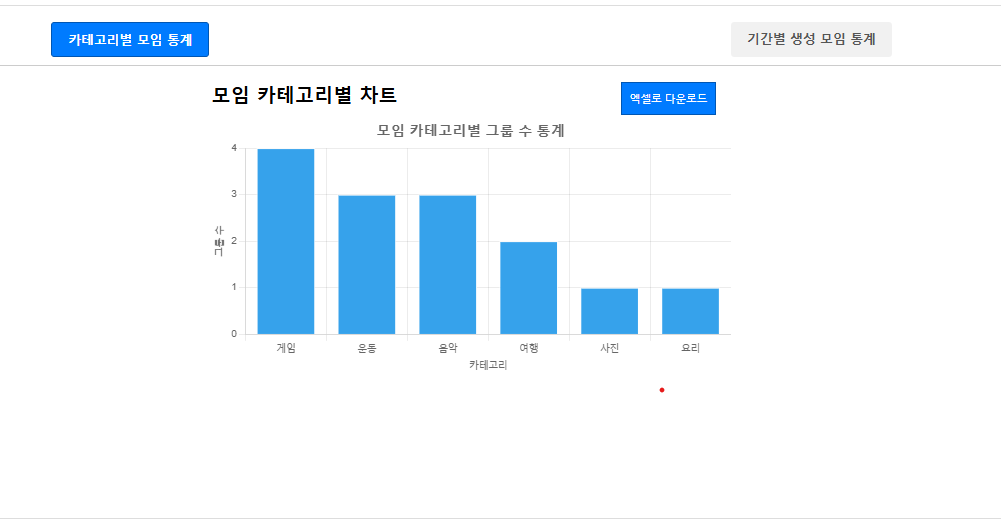 카테고리별 모임 통계
기간별 생성 모임 통계
모임 카테고리별 차트
엑셀로 다운로드
모임 카테고리별 그룹 수 통계
4
3
2
1
0
그룹 수
게임 운동 음악 여행 사진 요리
카테고리